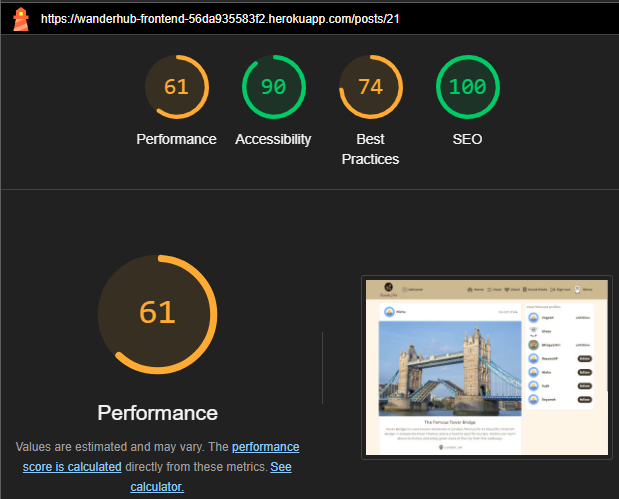 https://wanderhub-frontend-56da935583f2.herokuapp.com/posts/21
61
90
74
100
Performance
Accessibility
Best
Practices
SEO
61
Performance
Values are estimated and may vary. The performance
score is calculated directly from these metrics. See
calculator.
Home
The Famous Tower Bridge